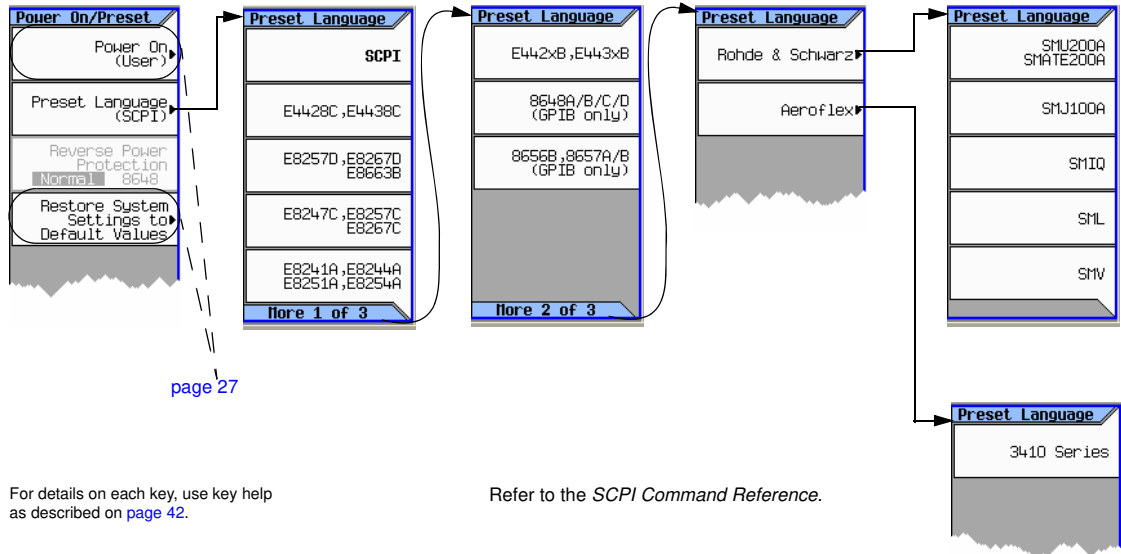 Power On/Preset
Power On
(User)
Preset Language
(SCPI)
Reverse Power
Protection
Normal 8648
Restore System
Settings to
Default Values
page 27
Preset Language
SCPI
E4428C,E4438C
E8257D,E8267D
E8663B
E8247C,E8257C
E8267C
E8241A,E8244A
E8251A,E8254A
More 1 of 3
Preset Language
E442xB,E443xB
8648A/B/C/D
(GPIB only)
8656B,8657A/B
(GPIB only)
More 2 of 3
Preset Language
Rohde & Schwarz
Aeroflex
Preset Language
SMU200A
SMATE200A
SMJ100A
SMIQ
SML
SMV
Preset Language
3410 Series
For details on each key, use key help
as described on page 42.
Refer to the SCPI Command Reference.